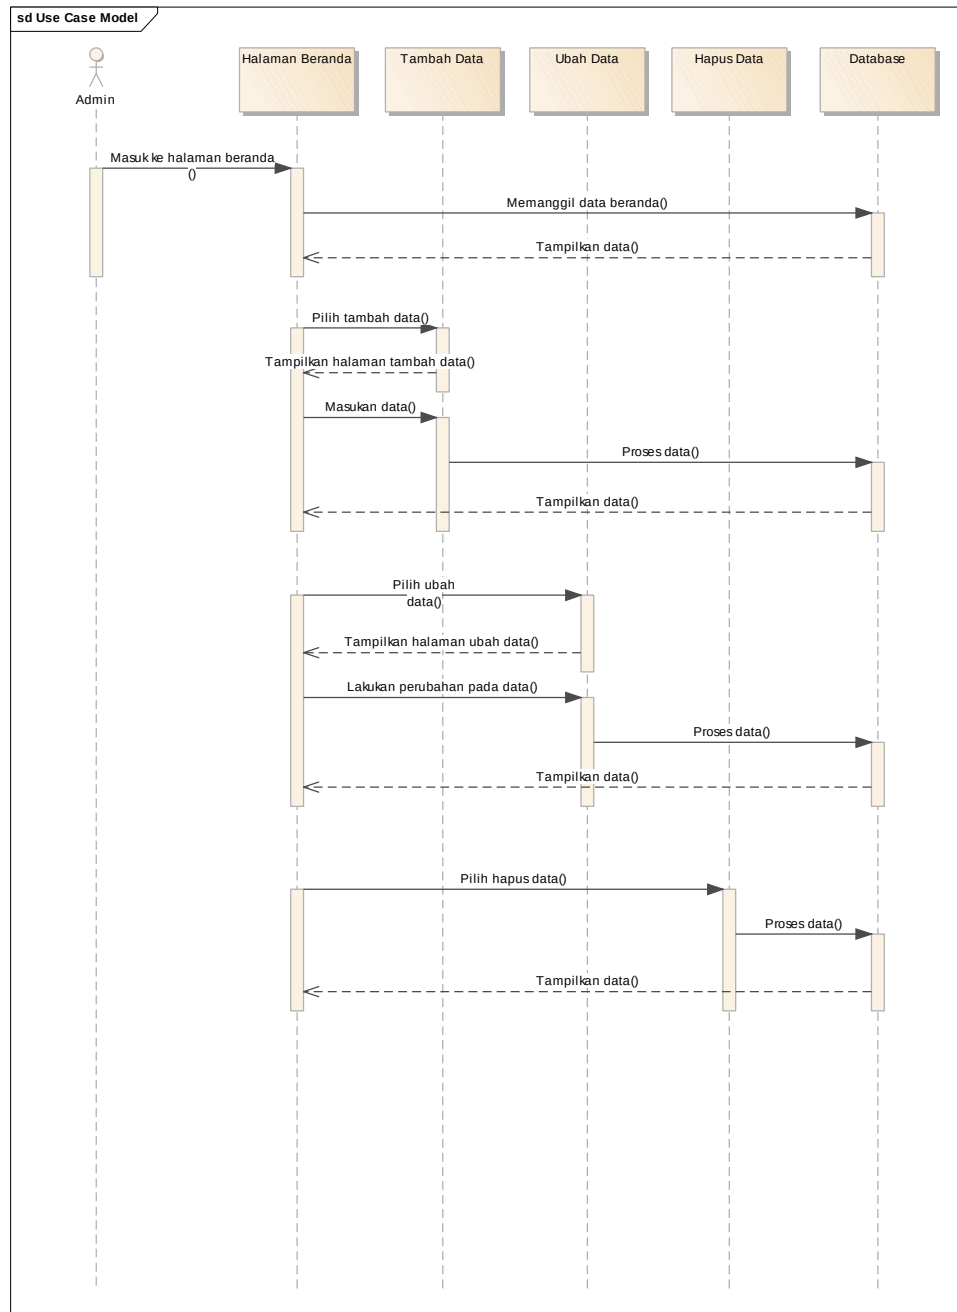 sd Use Case Model
Admin
Halaman Beranda
Tambah Data
Ubah Data
Hapus Data
Database
Masuk ke halaman beranda
()
Memanggil data beranda()
Tampilkan data()
Pilih tambah data()
Tampilkan halaman tambah data()
Masukan data()
Proses data()
Tampilkan data()
Pilih ubah
data()
Tampilkan halaman ubah data()
Lakukan perubahan pada data()
Proses data()
Tampilkan data()
Pilih hapus data()
Proses data()
Tampilkan data()